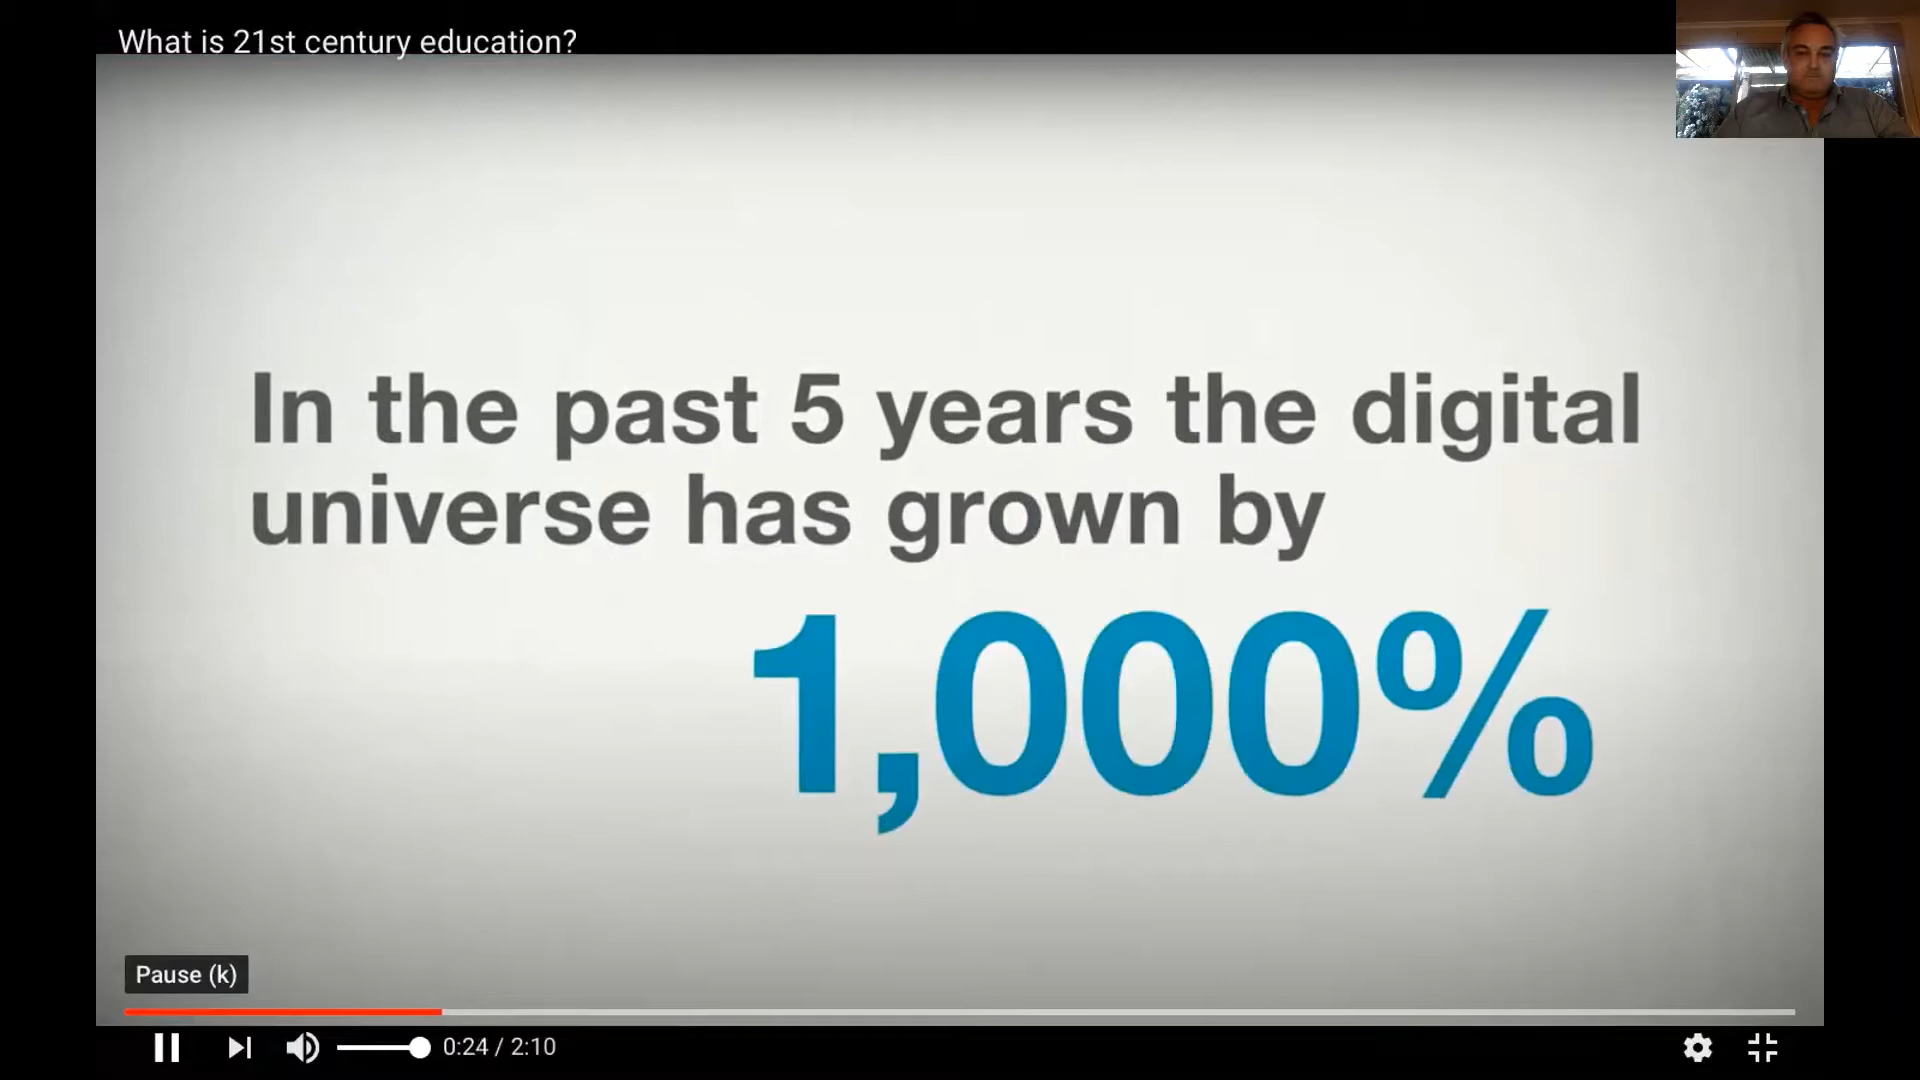 What is 21st century education?
In the past 5 years the digital
universe has grown by
1,000%
Pause (k)
0:24 / 2:10